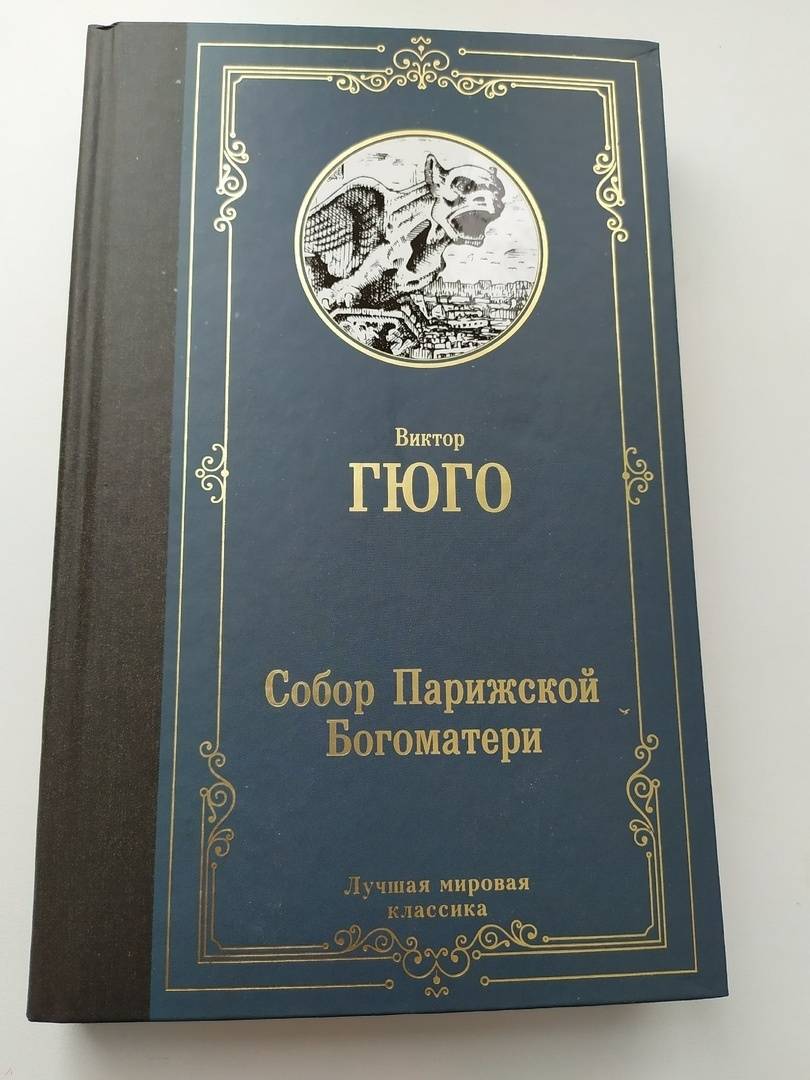 Виктор
ГЮГО
Собор Парижской
Богоматери
Лучшая мировая
классика